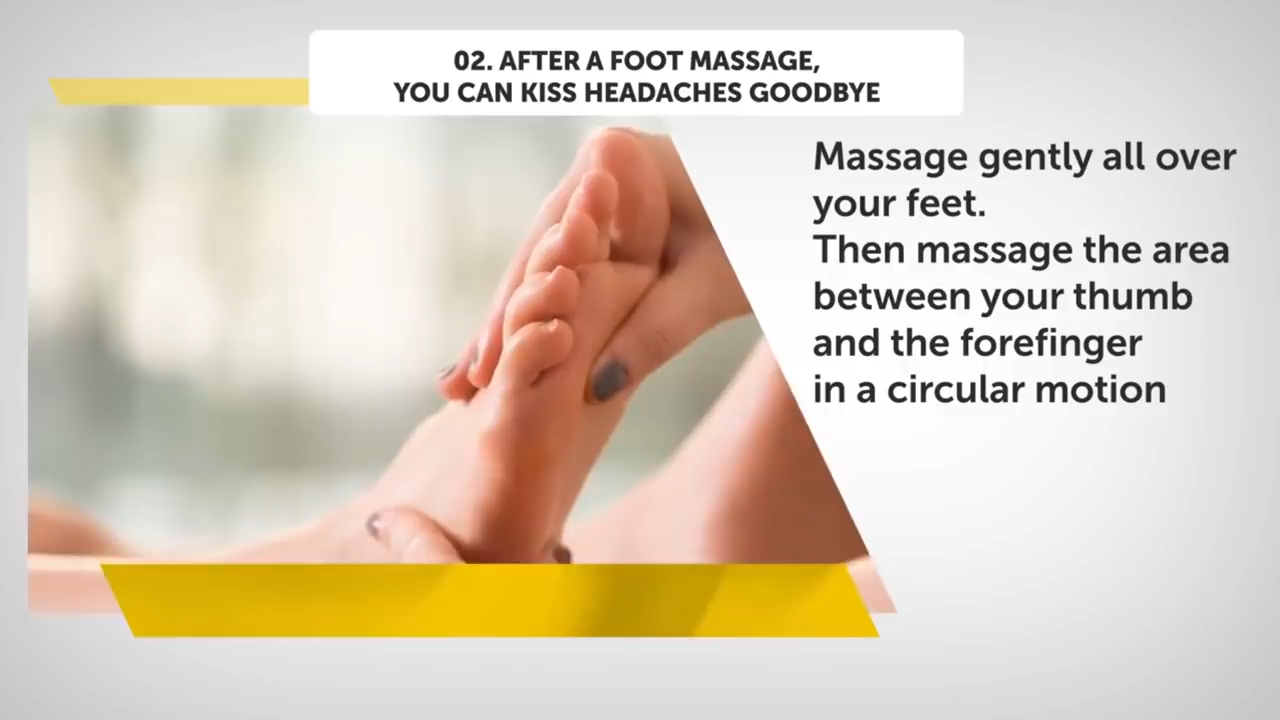 02. AFTER A FOOT MASSAGE,
YOU CAN KISS HEADACHES GOODBYE
Massage gently all over
your feet.
Then massage the area
between your thumb
and the forefinger
in a circular motion